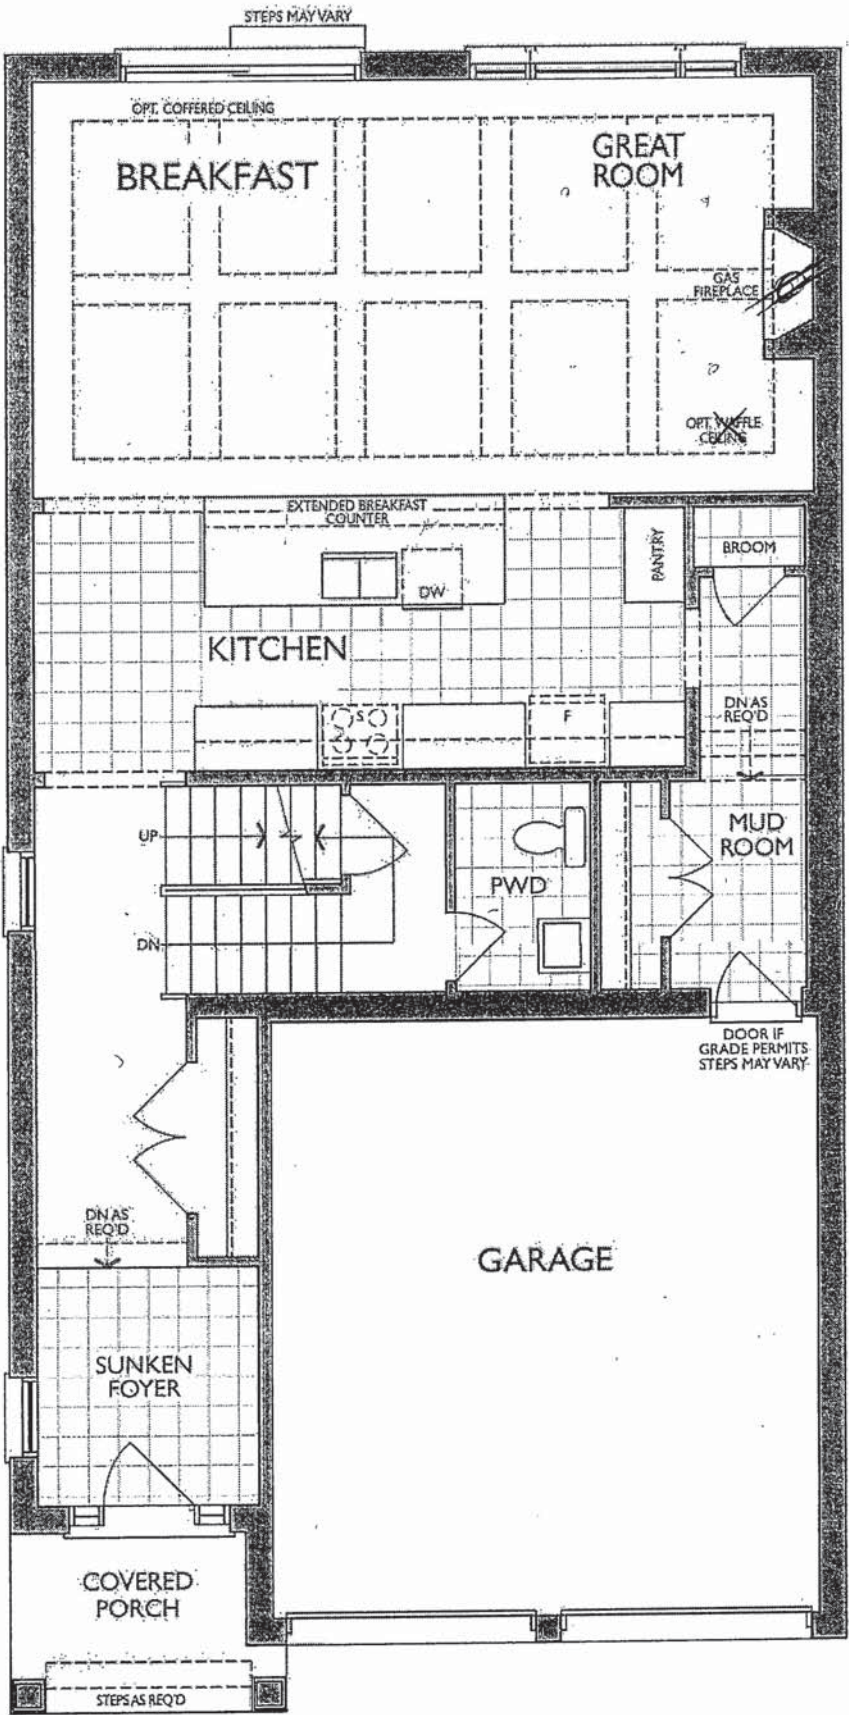 STEPS MAY VARY
OPT. COFFERED CEILING
BREAKFAST
GREAT
ROOM
GAS
FIREPLACE
OPT. WAFFLE
CEILING
EXTENDED BREAKFAST
COUNTER
DW
PANTRY
BROOM
KITCHEN
S
F
DN AS
REQ'D
UP
DN
PWD
MUD
ROOM
DOOR IF
GRADE PERMITS
STEPS MAY VARY
DN AS
REQ'D
GARAGE
SUNKEN
FOYER
COVERED
PORCH
STEPS AS REQ'D